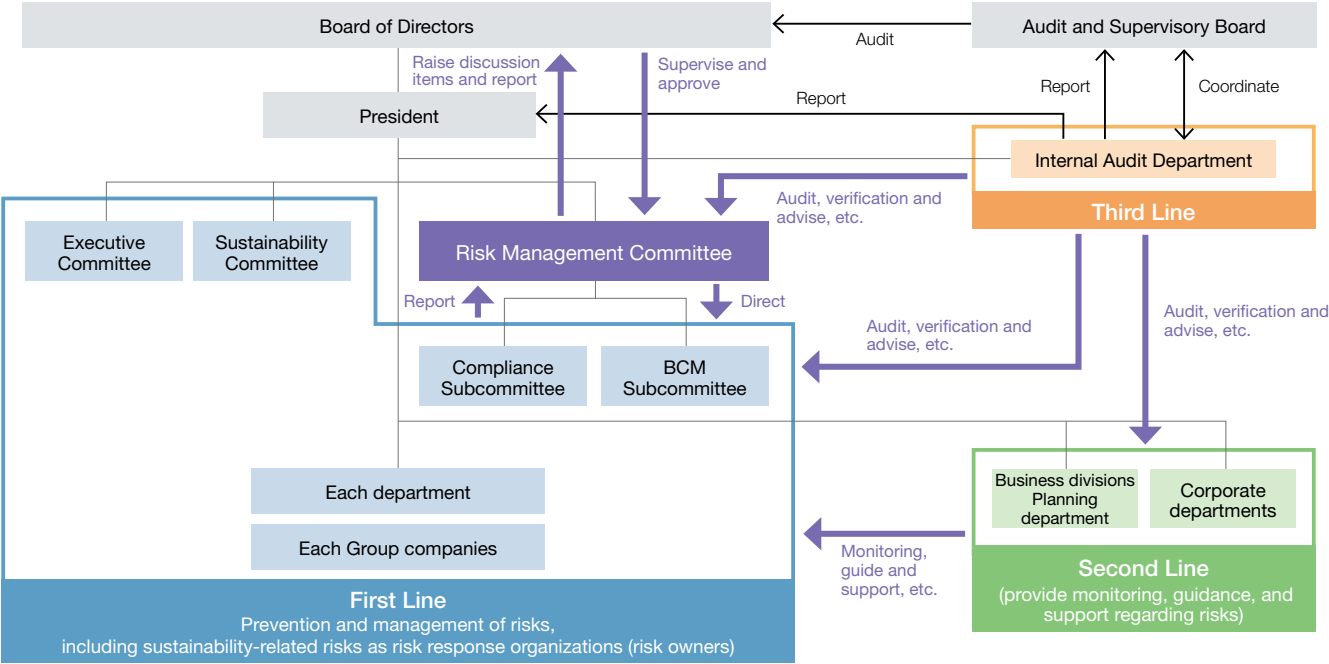 Board of Directors
Audit and Supervisory Board
Audit
Raise discussion
items and report
Supervise and
approve
Report
Coordinate
President
Report
Internal Audit Department
Third Line
Audit, verification and
advise, etc.
Executive
Committee
Sustainability
Committee
Risk Management Committee
Report
Direct
Audit, verification and
advise, etc.
Audit, verification and
advise, etc.
Compliance
Subcommittee
BCM
Subcommittee
Each department
Each Group companies
Business divisions
Planning
department
Corporate
departments
Monitoring,
guide and
support, etc.
Second Line
(provide monitoring, guidance, and
support regarding risks)
First Line
Prevention and management of risks,
including sustainability-related risks as risk response organizations (risk owners)